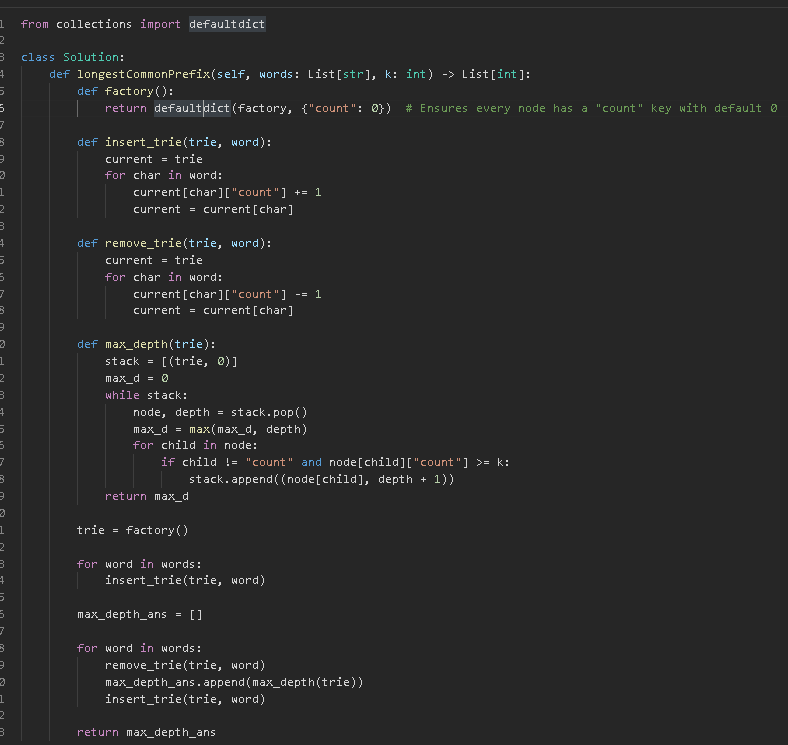 1 from collections import defaultdict
2
3 class Solution:
4     def longestCommonPrefix(self, words: List[str], k: int) -> List[int]:
5         def factory():
6             return defaultdict(factory, {"count": 0})  # Ensures every node has a "count" key with default 0
7
8         def insert_trie(trie, word):
9             current = trie
0             for char in word:
1                 current[char]["count"] += 1
2                 current = current[char]
3
4         def remove_trie(trie, word):
5             current = trie
6             for char in word:
7                 current[char]["count"] -= 1
8                 current = current[char]
9
0         def max_depth(trie):
1             stack = [(trie, 0)]
2             max_d = 0
3             while stack:
4                 node, depth = stack.pop()
5                 max_d = max(max_d, depth)
6                 for child in node:
7                     if child != "count" and node[child]["count"] >= k:
8                         stack.append((node[child], depth + 1))
9             return max_d
0
1         trie = factory()
2
3         for word in words:
4             insert_trie(trie, word)
5
6         max_depth_ans = []
7
8         for word in words:
9             remove_trie(trie, word)
0             max_depth_ans.append(max_depth(trie))
1             insert_trie(trie, word)
2
3         return max_depth_ans